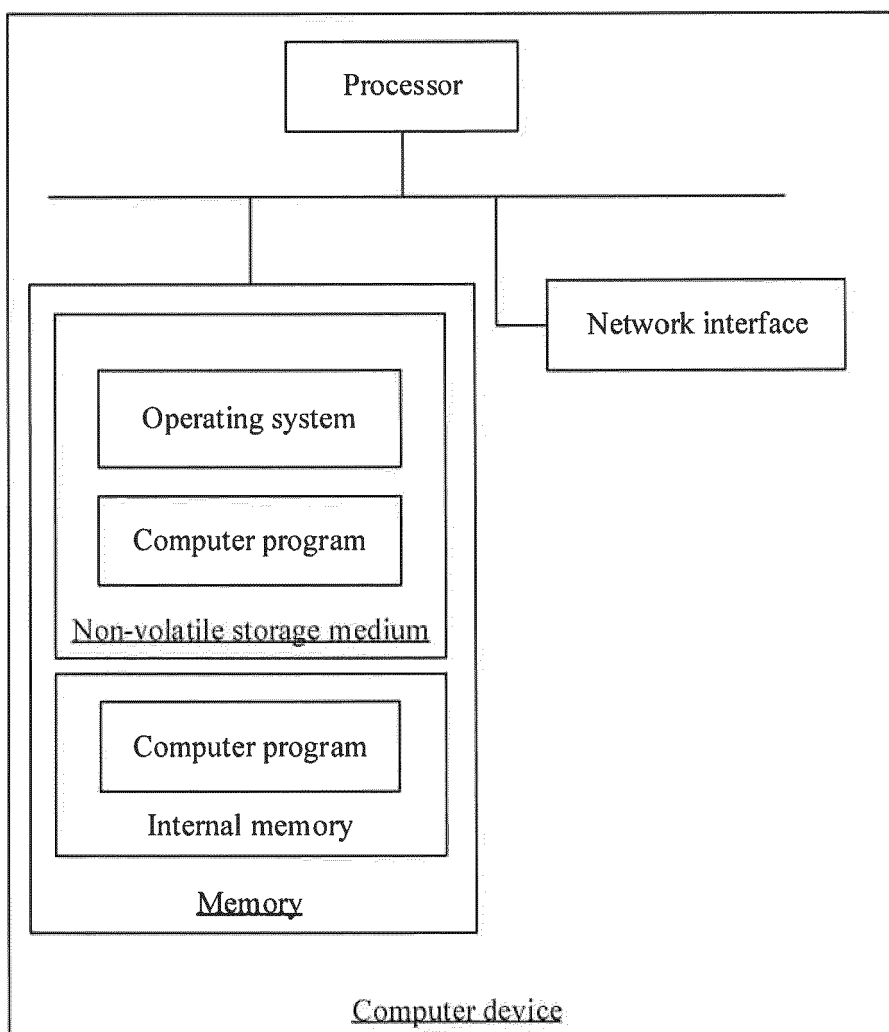 Processor
Network interface
Operating system
Computer program
Non-volatile storage medium
Computer program
Internal memory
Memory
Computer device